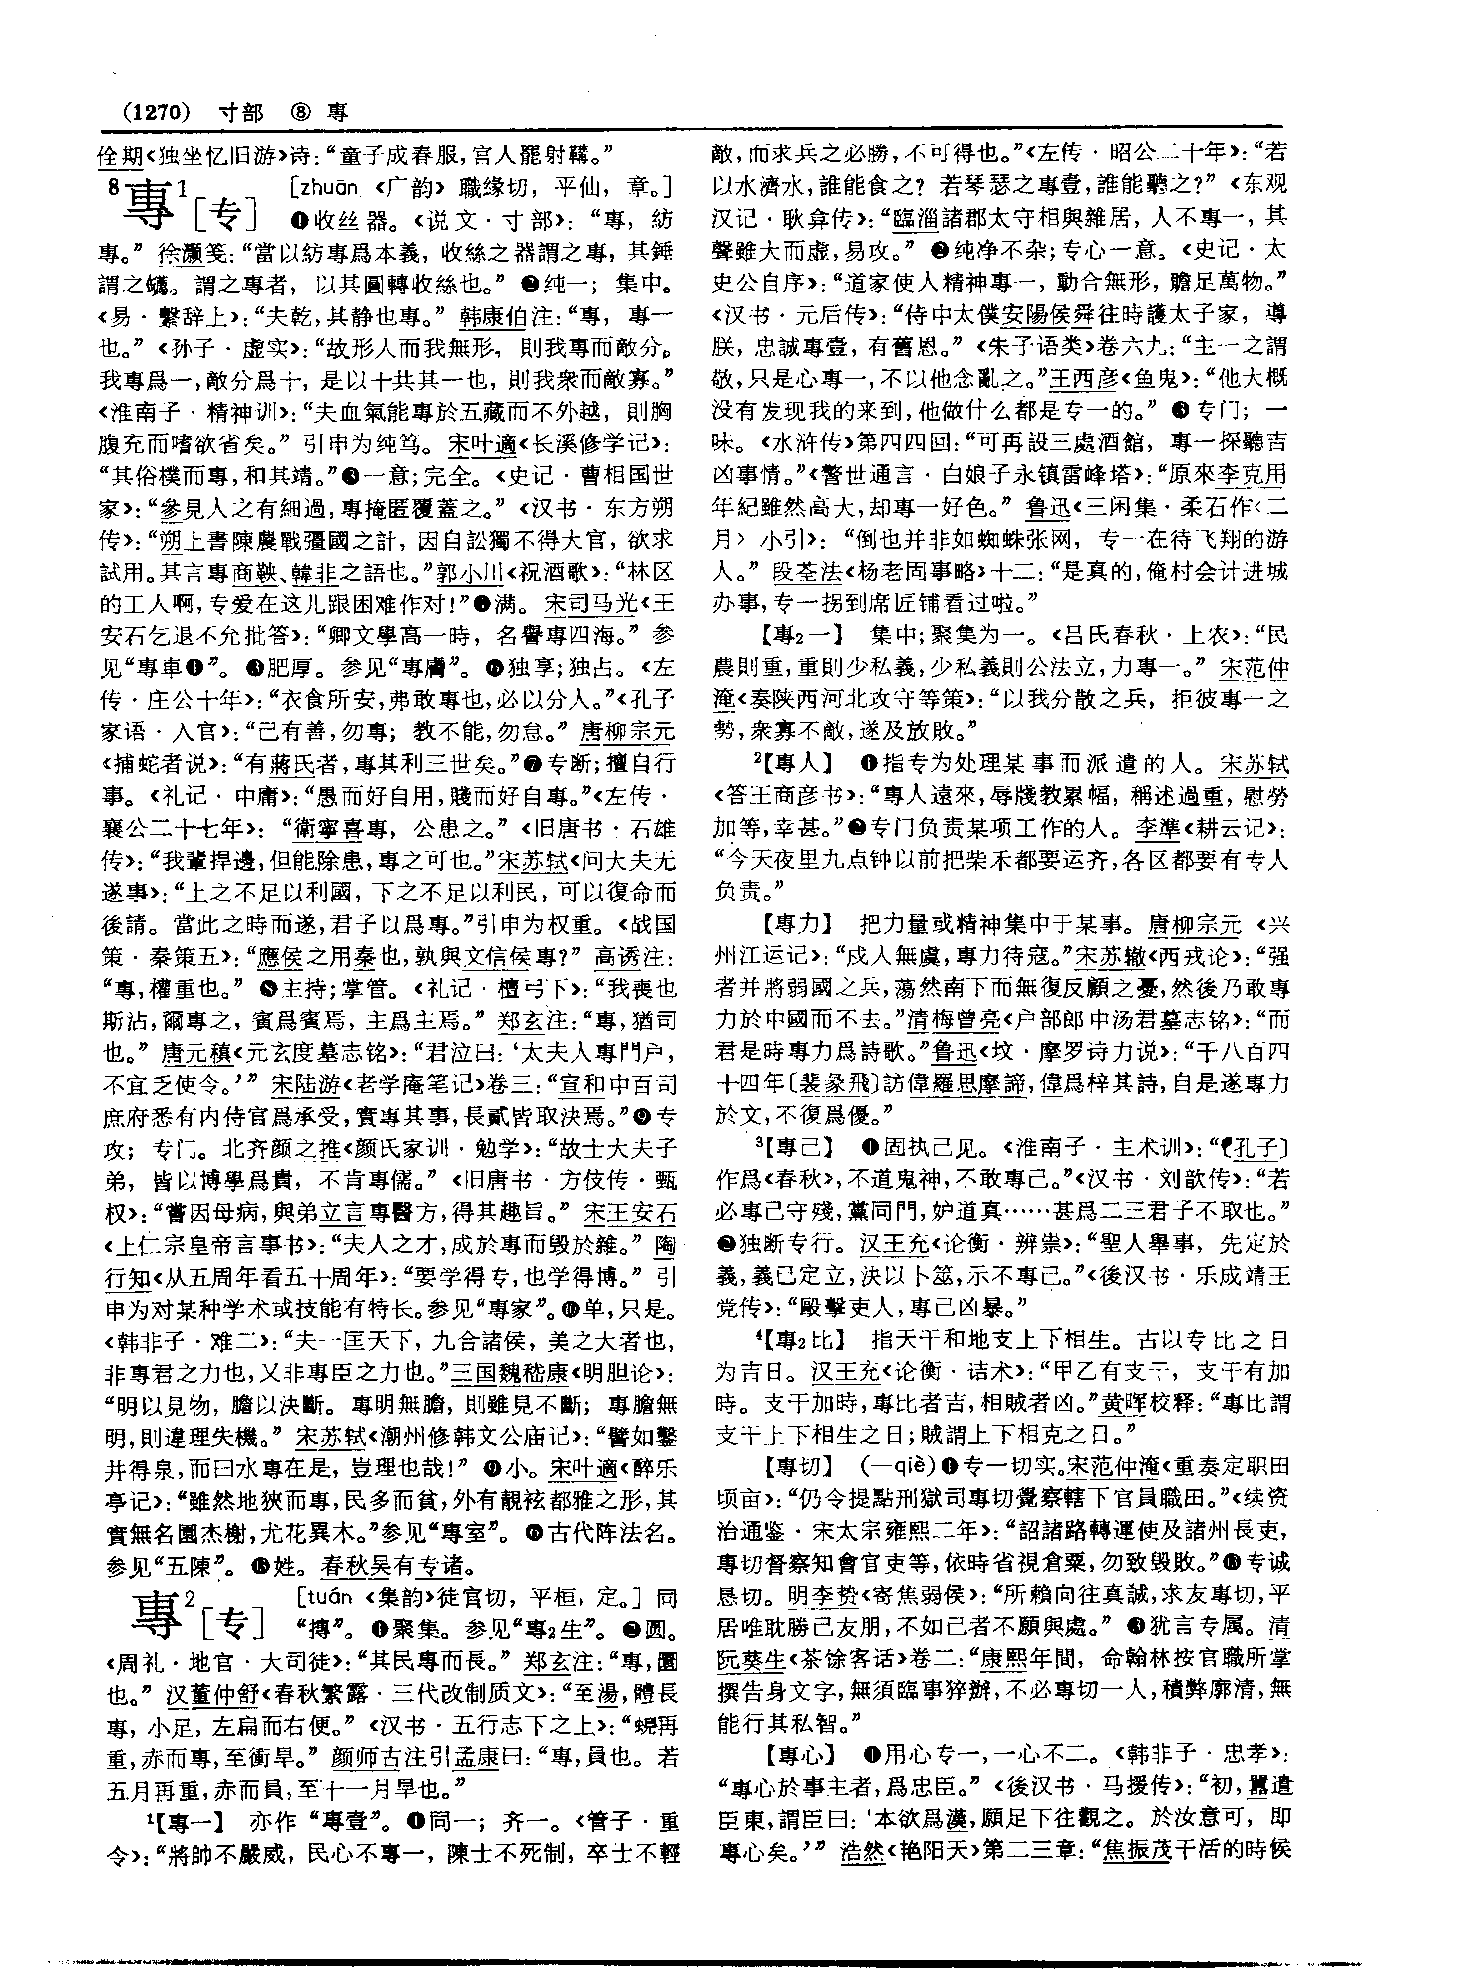 (1270) 寸部 ⑧ 專
佺期《独坐忆旧游》诗：“童子成春服，宫人罷射鞲。”
8專1［专］ ［zhuān 《广韵》職缘切，平仙，章。］
❶收丝器。《说文·寸部》：“專，紡
專。”徐灝箋：“當以紡專爲本義，收絲之器謂之專，其錘
謂之。謂之專者，以其圓轉收絲也。”❷纯一；集中。
《易·繫辞上》：“夫乾，其静也專。”韩康伯注：“專，專一
也。”《孙子·虚实》：“故形人而我無形，則我專而敵分。
我專爲一，敵分爲十，是以十共其一也，則我衆而敵寡。”
《淮南子·精神训》：“夫血氣能專於五藏而不外越，則胸
腹充而嗜欲省矣。”引申为纯笃。宋叶適《长溪修学记》：
“其俗樸而專，和其靖。”❸一意；完全。《史记·曹相国世
家》：“參見人之有細過，專掩匿覆蓋之。”《汉书·东方朔
传》：“朔上書陳農戰彊國之計，因自訟獨不得大官，欲求
試用。其言專商鞅、韓非之語也。”郭小川《祝酒歌》：“林区
的工人啊，专爱在这儿跟困难作对！”❹满。宋司马光《王
安石乞退不允批答》：“卿文學高一時，名譽專四海。”参
见“專車❶”。❺肥厚。参见“專膚”。❻独享；独占。《左
传·庄公十年》：“衣食所安，弗敢專也，必以分人。”《孔子
家语·入官》：“己有善，勿專；教不能，勿怠。”唐柳宗元
《捕蛇者说》：“有蔣氏者，專其利三世矣。”❼专断；擅自行
事。《礼记·中庸》：“愚而好自用，賤而好自專。”《左传·
襄公二十七年》：“衛寧喜專，公患之。”《旧唐书·石雄
传》：“我輩捍邊，但能除患，專之可也。”宋苏轼《问大夫无
遂事》：“上之不足以利國，下之不足以利民，可以復命而
後請。當此之時而遂，君子以爲專。”引申为权重。《战国
策·秦策五》：“應侯之用秦也，孰與文信侯專？”高诱注：
“專，權重也。”❽主持；掌管。《礼记·檀弓下》：“我喪也
斯沾，爾專之，賓爲賓焉，主爲主焉。”郑玄注：“專，猶司
也。”唐元稹《元玄度墓志铭》：“君泣曰：‘太夫人專門户，
不宜乏使令。’”宋陆游《老学庵笔记》卷三：“宣和中百司
庶府悉有内侍官爲承受，實專其事，長貳皆取決焉。”❾专
攻；专门。北齐颜之推《颜氏家训·勉学》：“故士大夫子
弟，皆以博學爲貴，不肯專儒。”《旧唐书·方伎传·甄
权》：“嘗因母病，與弟立言專醫方，得其趣旨。”宋王安石
《上仁宗皇帝言事书》：“夫人之才，成於專而毁於雜。”陶
行知《从五周年看五十周年》：“要学得专，也学得博。”引
申为对某种学术或技能有特长。参见“專家”。❿单，只是。
《韩非子·难二》：“夫一匡天下，九合諸侯，美之大者也，
非專君之力也，又非專臣之力也。”三国魏嵇康《明胆论》：
“明以見物，膽以決斷。專明無膽，則雖見不斷；專膽無
明，則違理失機。”宋苏轼《潮州修韩文公庙记》：“譬如鑿
井得泉，而曰水專在是，豈理也哉！”⓫小。宋叶適《醉乐
亭记》：“雖然地狹而專，民多而貧，外有靚袨都雅之形，其
實無名園杰榭，尤花異木。”参见“專室”。⓬古代阵法名。
参见“五陳”。⓭姓。春秋吴有专诸。
專2［专］ ［tuán 《集韵》徒官切，平桓，定。］同
“摶”。❶聚集。参见“專2生”。❷圆。
《周礼·地官·大司徒》：“其民專而長。”郑玄注：“專，圜
也。”汉董仲舒《春秋繁露·三代改制质文》：“至湯，體長
專，小足，左扁而右便。”《汉书·五行志下之上》：“蜺再
重，赤而專，至衝旱。”颜师古注引孟康曰：“專，員也。若
五月再重，赤而員，至十一月旱也。”
1【專一】 亦作“專壹”。❶同一；齐一。《管子·重
令》：“將帥不嚴威，民心不專一，陳士不死制，卒士不輕
敵，而求兵之必勝，不可得也。”《左传·昭公二十年》：“若
以水濟水，誰能食之？若琴瑟之專壹，誰能聽之？”《东观
汉记·耿弇传》：“臨淄諸郡太守相與雜居，人不專一，其
聲雖大而虚，易攻。”❷纯净不杂；专心一意。《史记·太
史公自序》：“道家使人精神專一，動合無形，贍足萬物。”
《汉书·元后传》：“侍中太僕安陽侯舜往時護太子家，導
朕，忠誠專壹，有舊恩。”《朱子语类》卷六九：“主一之謂
敬，只是心專一，不以他念亂之。”王西彦《鱼鬼》：“他大概
没有发现我的来到，他做什么都是专一的。”❸专门；一
昧。《水浒传》第四四回：“可再設三處酒館，專一探聽吉
凶事情。”《警世通言·白娘子永镇雷峰塔》：“原來李克用
年紀雖然高大，却專一好色。”鲁迅《三闲集·柔石作〈二
月〉小引》：“倒也并非如蜘蛛张网，专一在待飞翔的游
人。”段荃法《杨老固事略》十二：“是真的，俺村会计进城
办事，专一拐到席匠铺看过啦。”
【專2一】 集中；聚集为一。《吕氏春秋·上农》：“民
農則重，重則少私義，少私義則公法立，力專一。”宋范仲
淹《奏陕西河北攻守等策》：“以我分散之兵，拒彼專一之
勢，衆寡不敵，遂及放敗。”
2【專人】 ❶指专为处理某事而派遣的人。宋苏轼
《答王商彦书》：“專人遠來，辱牋教累幅，稱述過重，慰勞
加等，幸甚。”❷专门负责某项工作的人。李凖《耕云记》：
“今天夜里九点钟以前把柴禾都要运齐，各区都要有专人
负责。”
【專力】 把力量或精神集中于某事。唐柳宗元《兴
州江运记》：“戍人無虞，專力待寇。”宋苏辙《西戎论》：“强
者并將弱國之兵，蕩然南下而無復反顧之憂，然後乃敢專
力於中國而不去。”清梅曾亮《户部郎中汤君墓志铭》：“而
君是時專力爲詩歌。”鲁迅《坟·摩罗诗力说》：“千八百四
十四年〔裴彖飛〕訪偉羅思摩諦，偉爲梓其詩，自是遂專力
於文，不復爲優。”
3【專己】 ❶固执己见。《淮南子·主术训》：“〔孔子〕
作爲《春秋》，不道鬼神，不敢專己。”《汉书·刘歆传》：“若
必專己守殘，黨同門，妒道真……甚爲二三君子不取也。”
❷独断专行。汉王充《论衡·辨祟》：“聖人舉事，先定於
義，義已定立，決以卜筮，示不專己。”《後汉书·乐成靖王
党传》：“毆擊吏人，專己凶暴。”
4【專2比】 指天干和地支上下相生。古以专比之日
为吉日。汉王充《论衡·诘术》：“甲乙有支干，支干有加
時。支干加時，專比者吉，相賊者凶。”黄晖校释：“專比謂
支干上下相生之日；賊謂上下相克之日。”
【專切】 （—qiè）❶专一切实。宋范仲淹《重奏定职田
顷亩》：“仍令提點刑獄司專切覺察轄下官員職田。”《续资
治通鉴·宋太宗雍熙二年》：“詔諸路轉運使及諸州長吏，
專切督察知會官吏等，依時省視倉粟，勿致毁敗。”❷专诚
恳切。明李贽《寄焦弱侯》：“所賴向往真誠，求友專切，平
居唯耽勝己友朋，不如己者不願與處。”❸犹言专属。清
阮葵生《茶馀客话》卷二：“康熙年間，命翰林按官職所掌
撰告身文字，無須臨事猝辦，不必專切一人，積弊廓清，無
能行其私智。”
【專心】 ❶用心专一，一心不二。《韩非子·忠孝》：
“專心於事主者，爲忠臣。”《後汉书·马援传》：“初，囂遣
臣東，謂臣曰：‘本欲爲漢，願足下往觀之。於汝意可，即
專心矣。’”浩然《艳阳天》第二三章：“焦振茂干活的時候